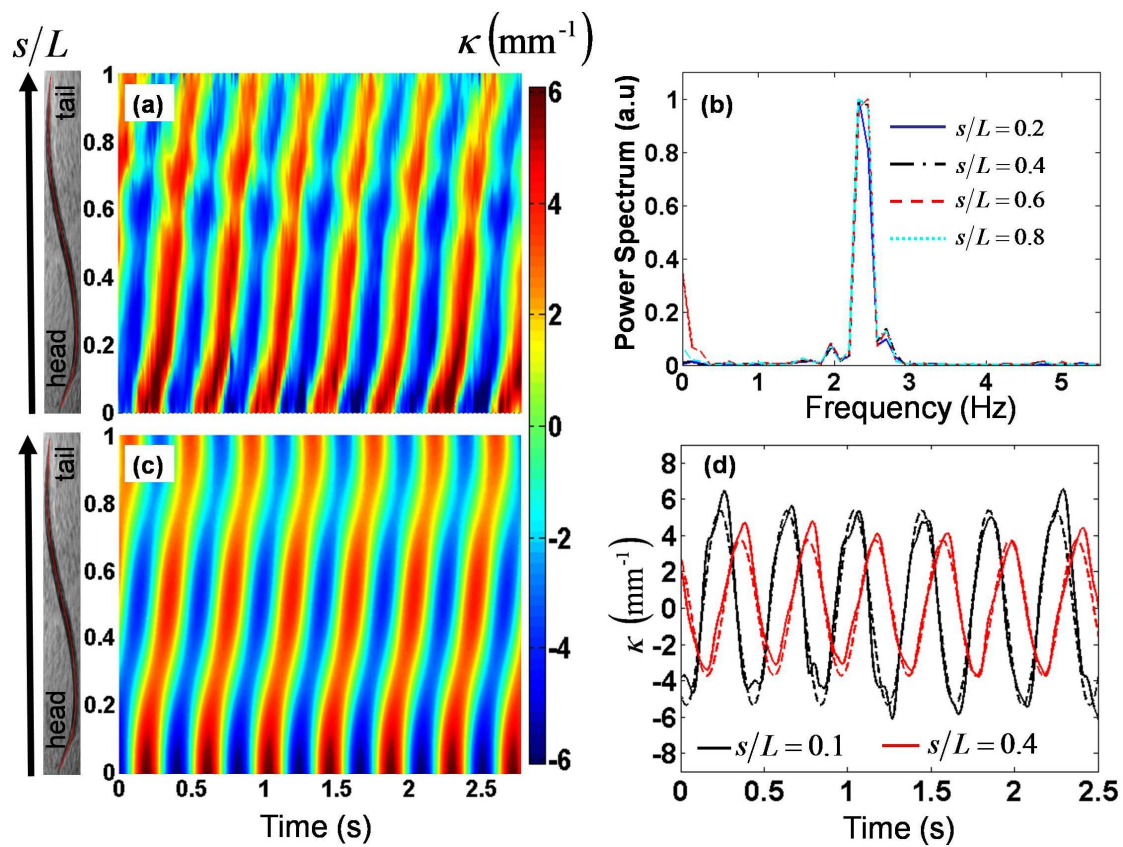 s/L
κ (mm⁻¹)
(a)
tail
head
1
0.8
0.6
0.4
0.2
0
6
4
2
0
-2
-4
-6
(b)
Power Spectrum (a.u)
1
0.8
0.6
0.4
0.2
0
0 1 2 3 4 5
Frequency (Hz)
s/L = 0.2
s/L = 0.4
s/L = 0.6
s/L = 0.8
(c)
tail
head
1
0.8
0.6
0.4
0.2
0
0 0.5 1 1.5 2 2.5
Time (s)
(d)
κ (mm⁻¹)
8
6
4
2
0
-2
-4
-6
-8
s/L = 0.1
s/L = 0.4
0 0.5 1 1.5 2 2.5
Time (s)